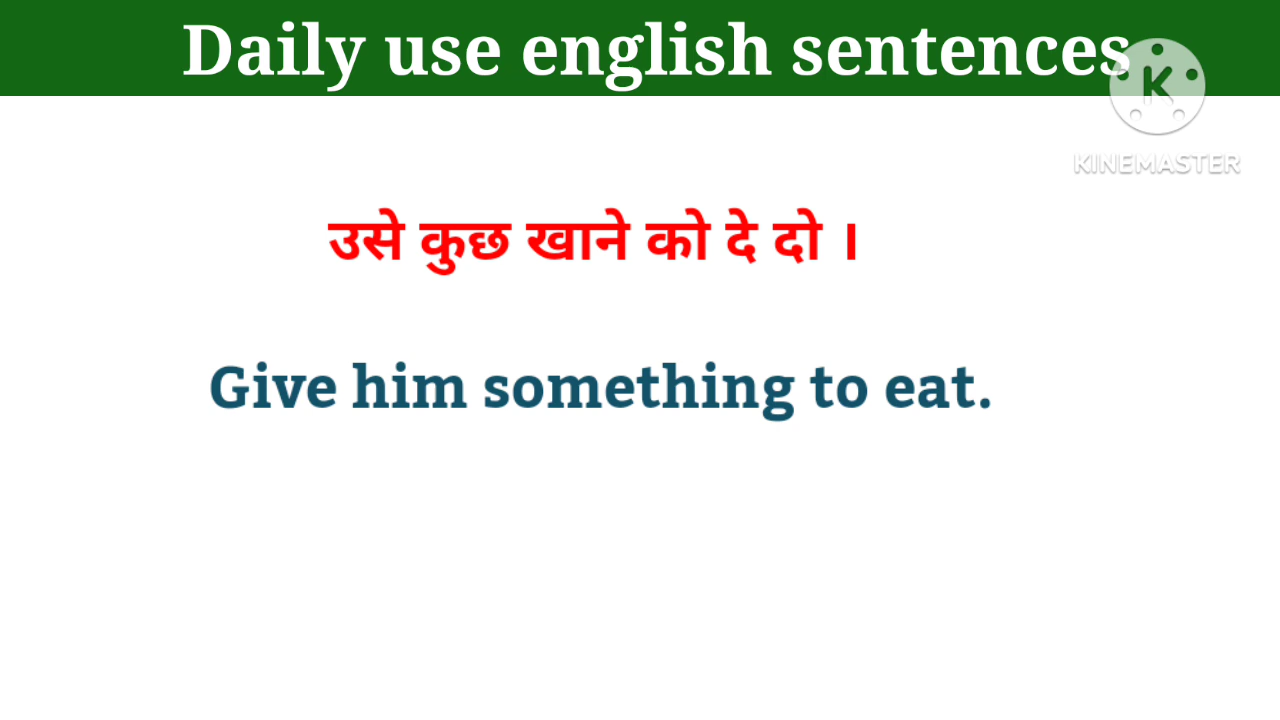 Daily use english sentences
K
KINEMASTER
उसे कुछ खाने को दे दो ।
Give him something to eat.